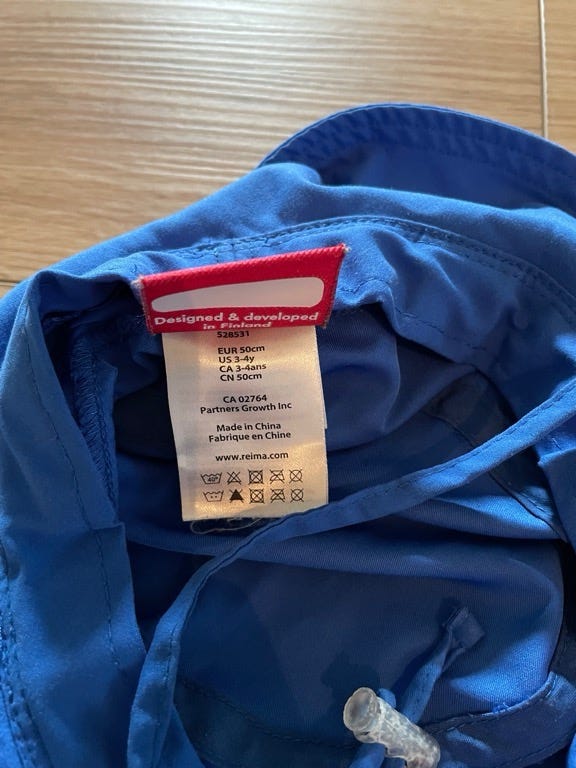 Designed & developed
in Finland
528531
EUR 50cm
US 3-4y
CA 3-4ans
CN 50cm
CA 02764
Partners Growth Inc
Made in China
Fabrique en Chine
www.reima.com
40°